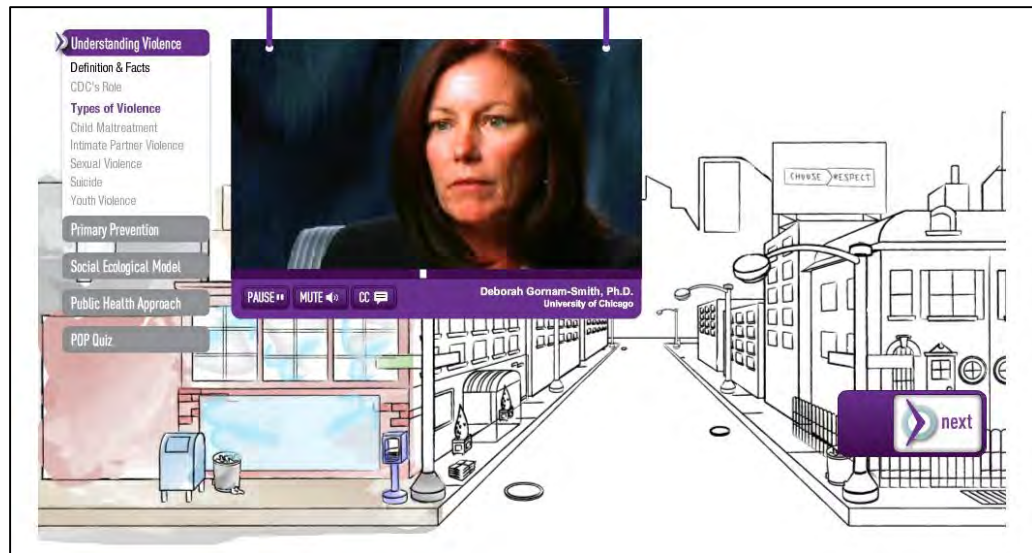 Understanding Violence
Definition & Facts
CDC's Role
Types of Violence
Child Maltreatment
Intimate Partner Violence
Sexual Violence
Suicide
Youth Violence
Primary Prevention
Social Ecological Model
Public Health Approach
POP Quiz
PAUSE
MUTE
CC
Deborah Gornam-Smith, Ph.D.
University of Chicago
CHOOSE RESPECT
next